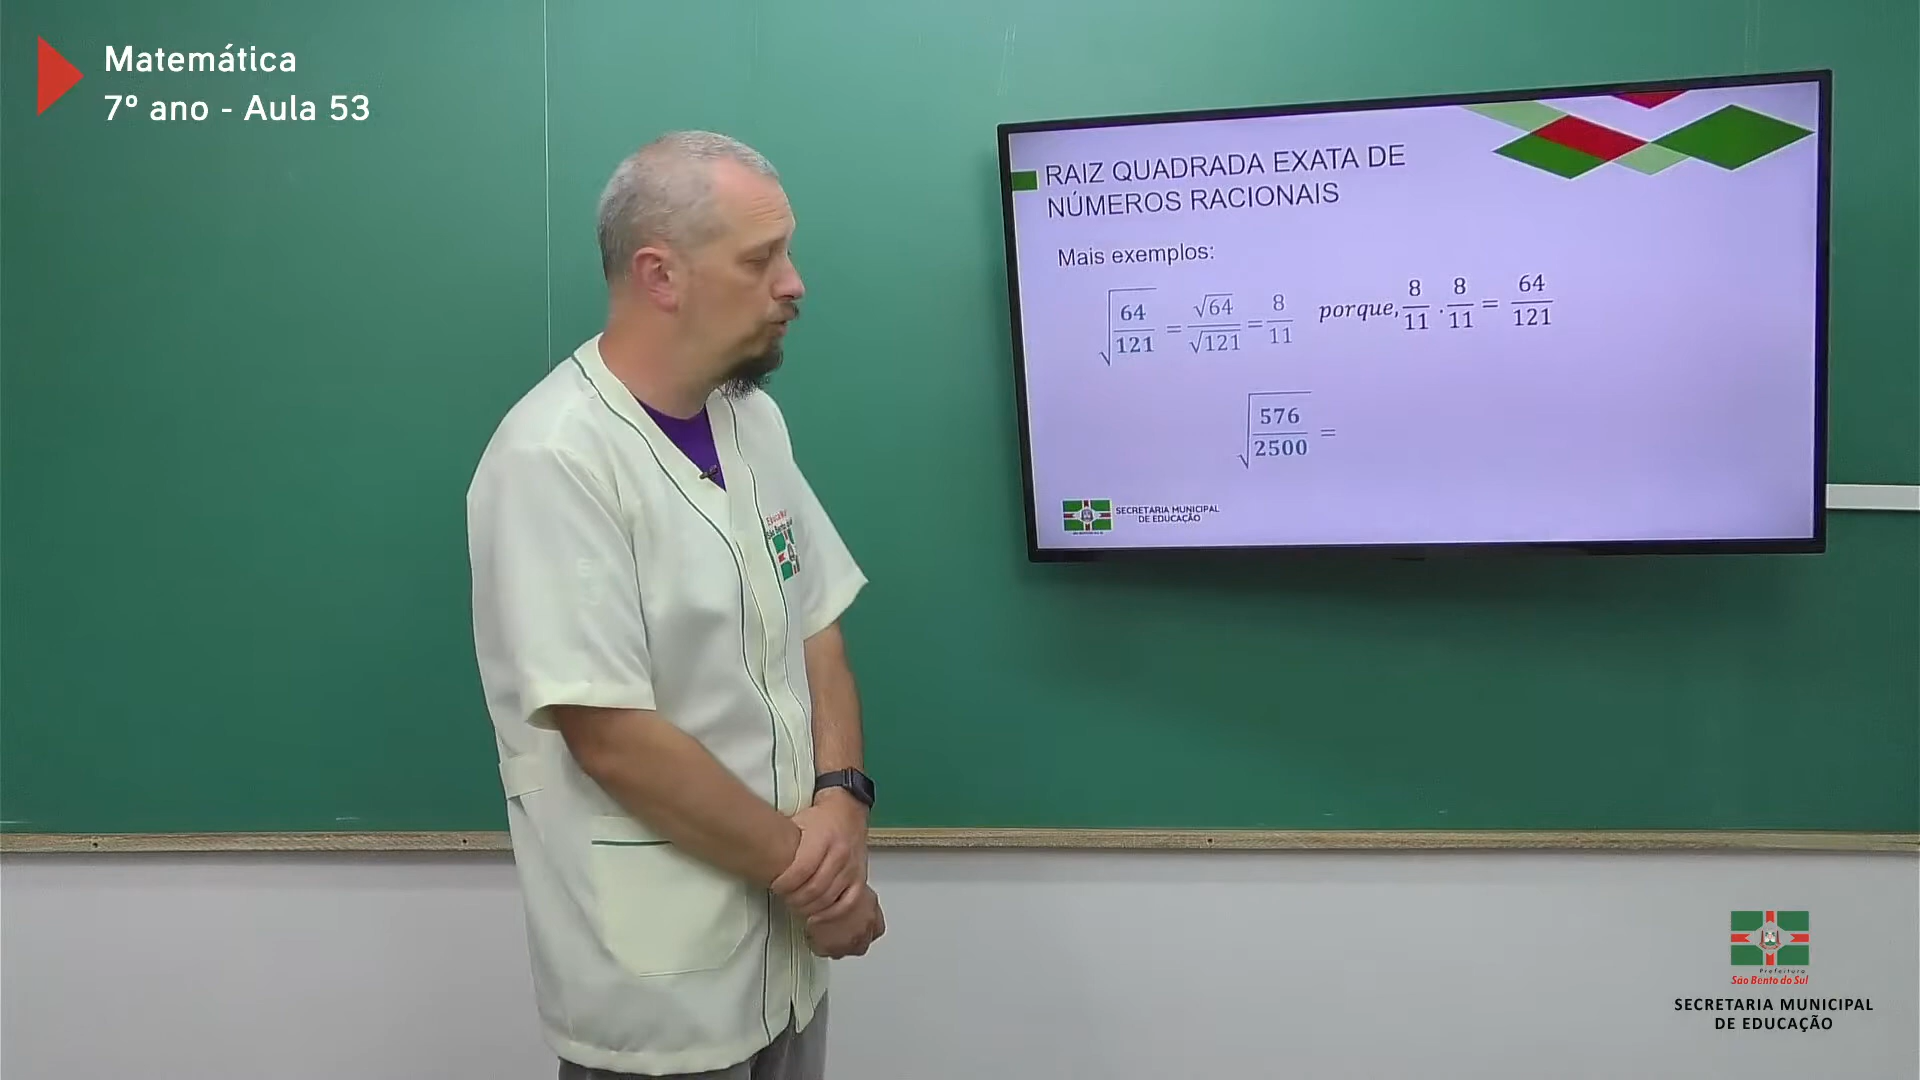 Matemática
7º ano - Aula 53
RAIZ QUADRADA EXATA DE
NÚMEROS RACIONAIS
Mais exemplos:
√(64/121) = √64/√121 = 8/11 porque, 8/11 . 8/11 = 64/121
√(576/2500) =
SECRETARIA MUNICIPAL
DE EDUCAÇÃO
Prefeitura
São Bento do Sul
SECRETARIA MUNICIPAL
DE EDUCAÇÃO